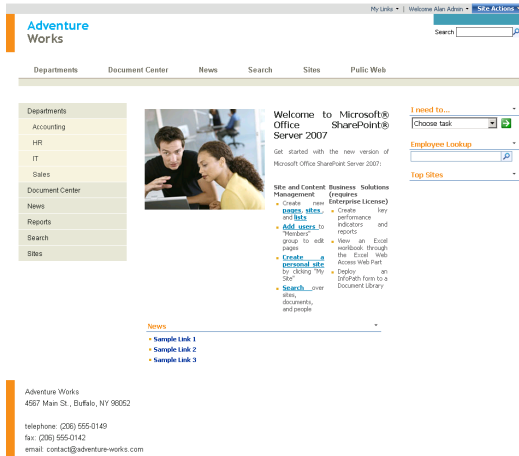 My Links | Welcome Alan Admin Site Actions
Adventure
Works
Search
Departments Document Center News Search Sites Pulic Web
Departments
Accounting
HR
IT
Sales
Document Center
News
Reports
Search
Sites
Welcome to Microsoft®
Office SharePoint®
Server 2007
Get started with the new version of
Microsoft Office SharePoint Server 2007:
Site and Content
Management
Create new
pages, sites,
and lists
Add users to
"Members"
group to edit
pages
Create a
personal site
by clicking "My
Site"
Search over
sites,
documents,
and people
Business Solutions
(requires
Enterprise License)
Create key
performance
indicators and
reports
View an Excel
workbook through
the Excel Web
Access Web Part
Deploy an
InfoPath form to a
Document Library
I need to...
Choose task
Employee Lookup
Top Sites
News
Sample Link 1
Sample Link 2
Sample Link 3
Adventure Works
4567 Main St., Buffalo, NY 98052
telephone: (206) 555-0149
fax: (206) 555-0142
email: contact@adventure-works.com